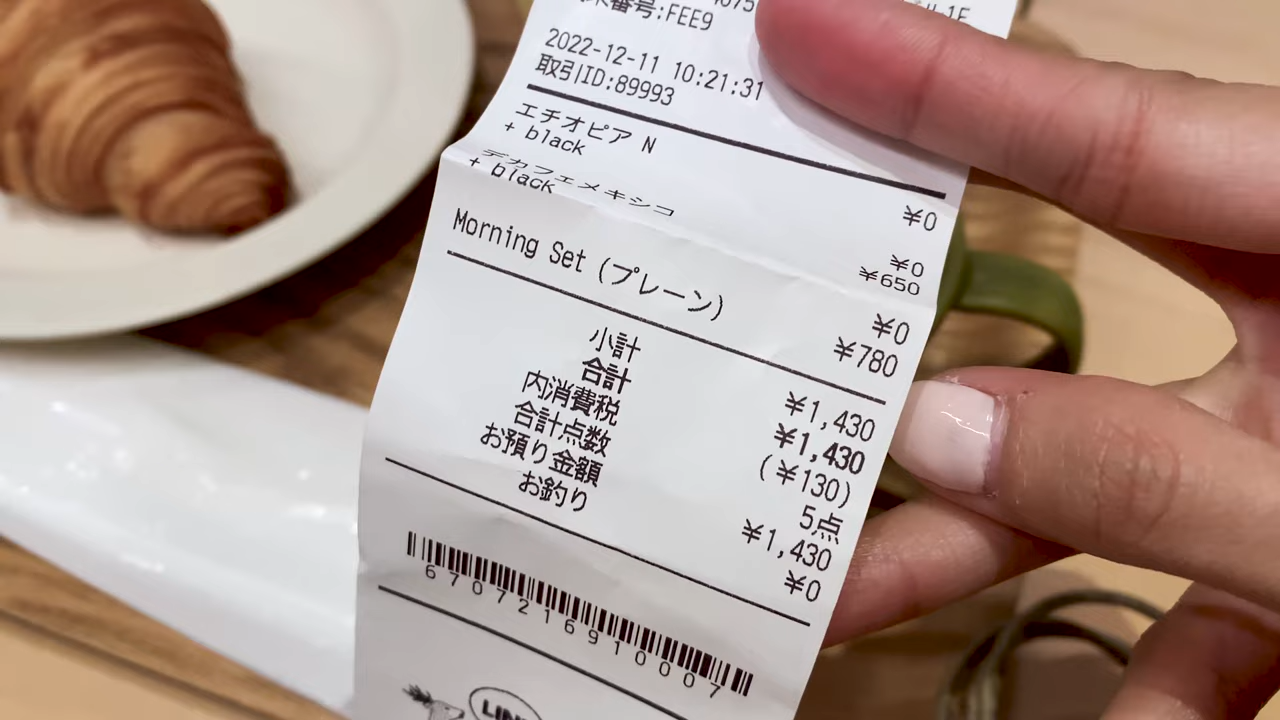 番号:FEE9
2022-12-11 10:21:31
取引ID:89993
エチオピア N
+ black ¥0
デカフェメキシコ ¥0
+ black ¥650
Morning Set (プレーン) ¥0
¥780
小計 ¥1,430
合計 ¥1,430
内消費税 (¥130)
合計点数 5点
お預り金額 ¥1,430
お釣り ¥0
6707216910007
LINE